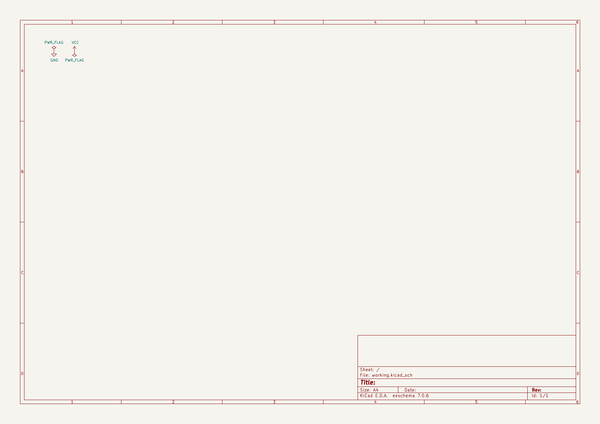 1 2 3 4 5 6
PWR_FLAG VCC
GND PWR_FLAG
A A
B B
C C
Sheet: /
File: working.kicad_sch
D D
Title:
Size: A4 Date: Rev:
KiCad E.D.A. eeschema 7.0.6 Id: 1/1
1 2 3 4 5 6